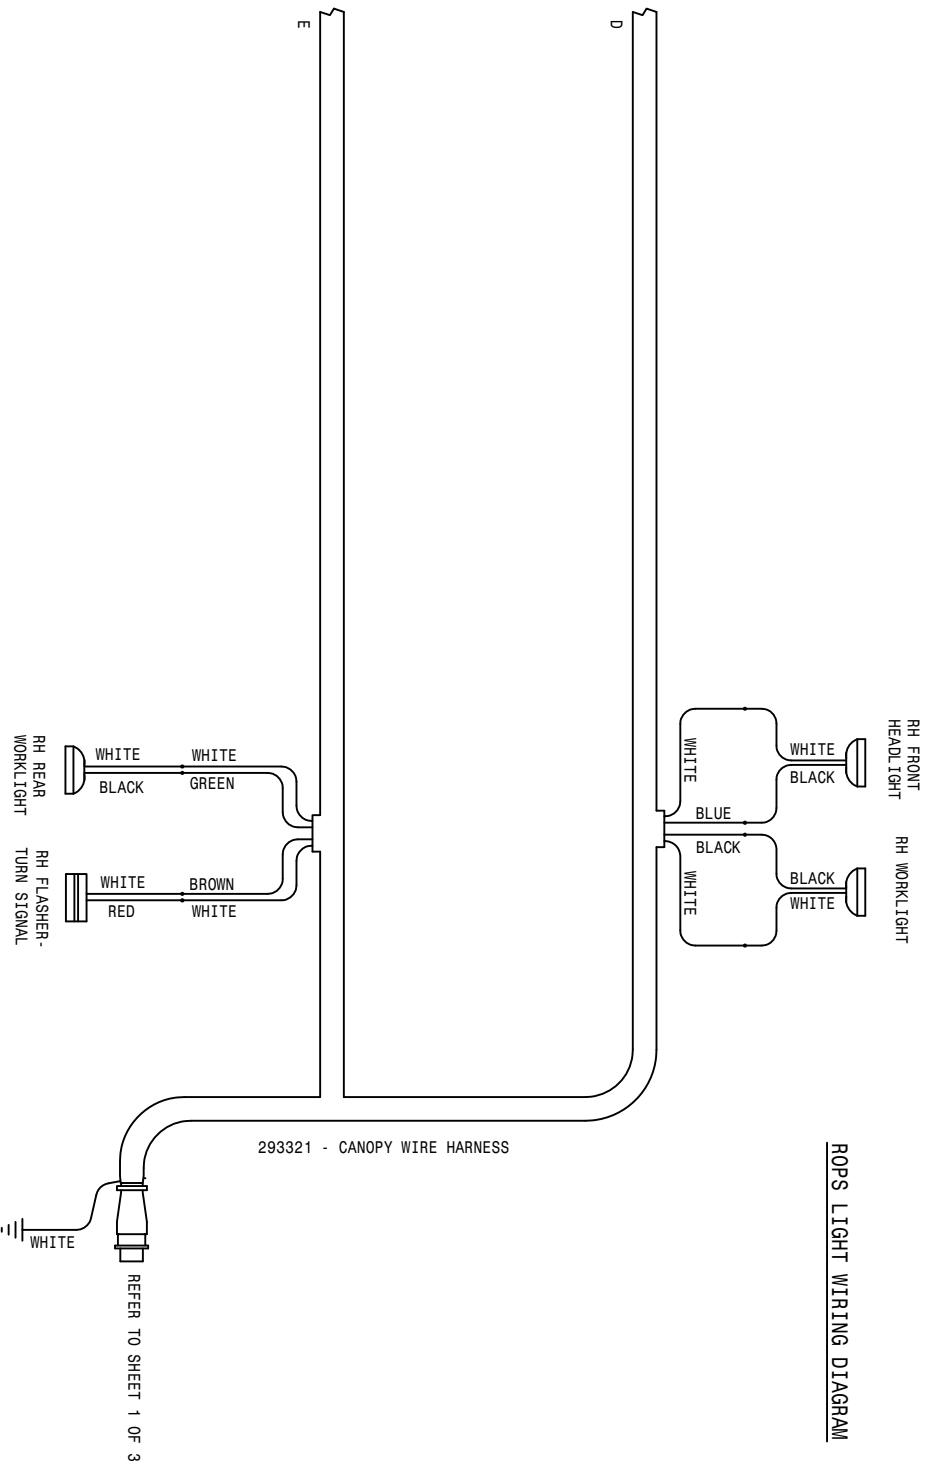 E
D
RH FRONT
HEADLIGHT
WHITE
BLACK
WHITE
BLUE
BLACK
WHITE
BLACK
WHITE
RH WORKLIGHT
RH REAR
WORKLIGHT
WHITE
BLACK
WHITE
GREEN
RH FLASHER-
TURN SIGNAL
WHITE
RED
BROWN
WHITE
293321 - CANOPY WIRE HARNESS
WHITE
REFER TO SHEET 1 OF 3
ROPS LIGHT WIRING DIAGRAM